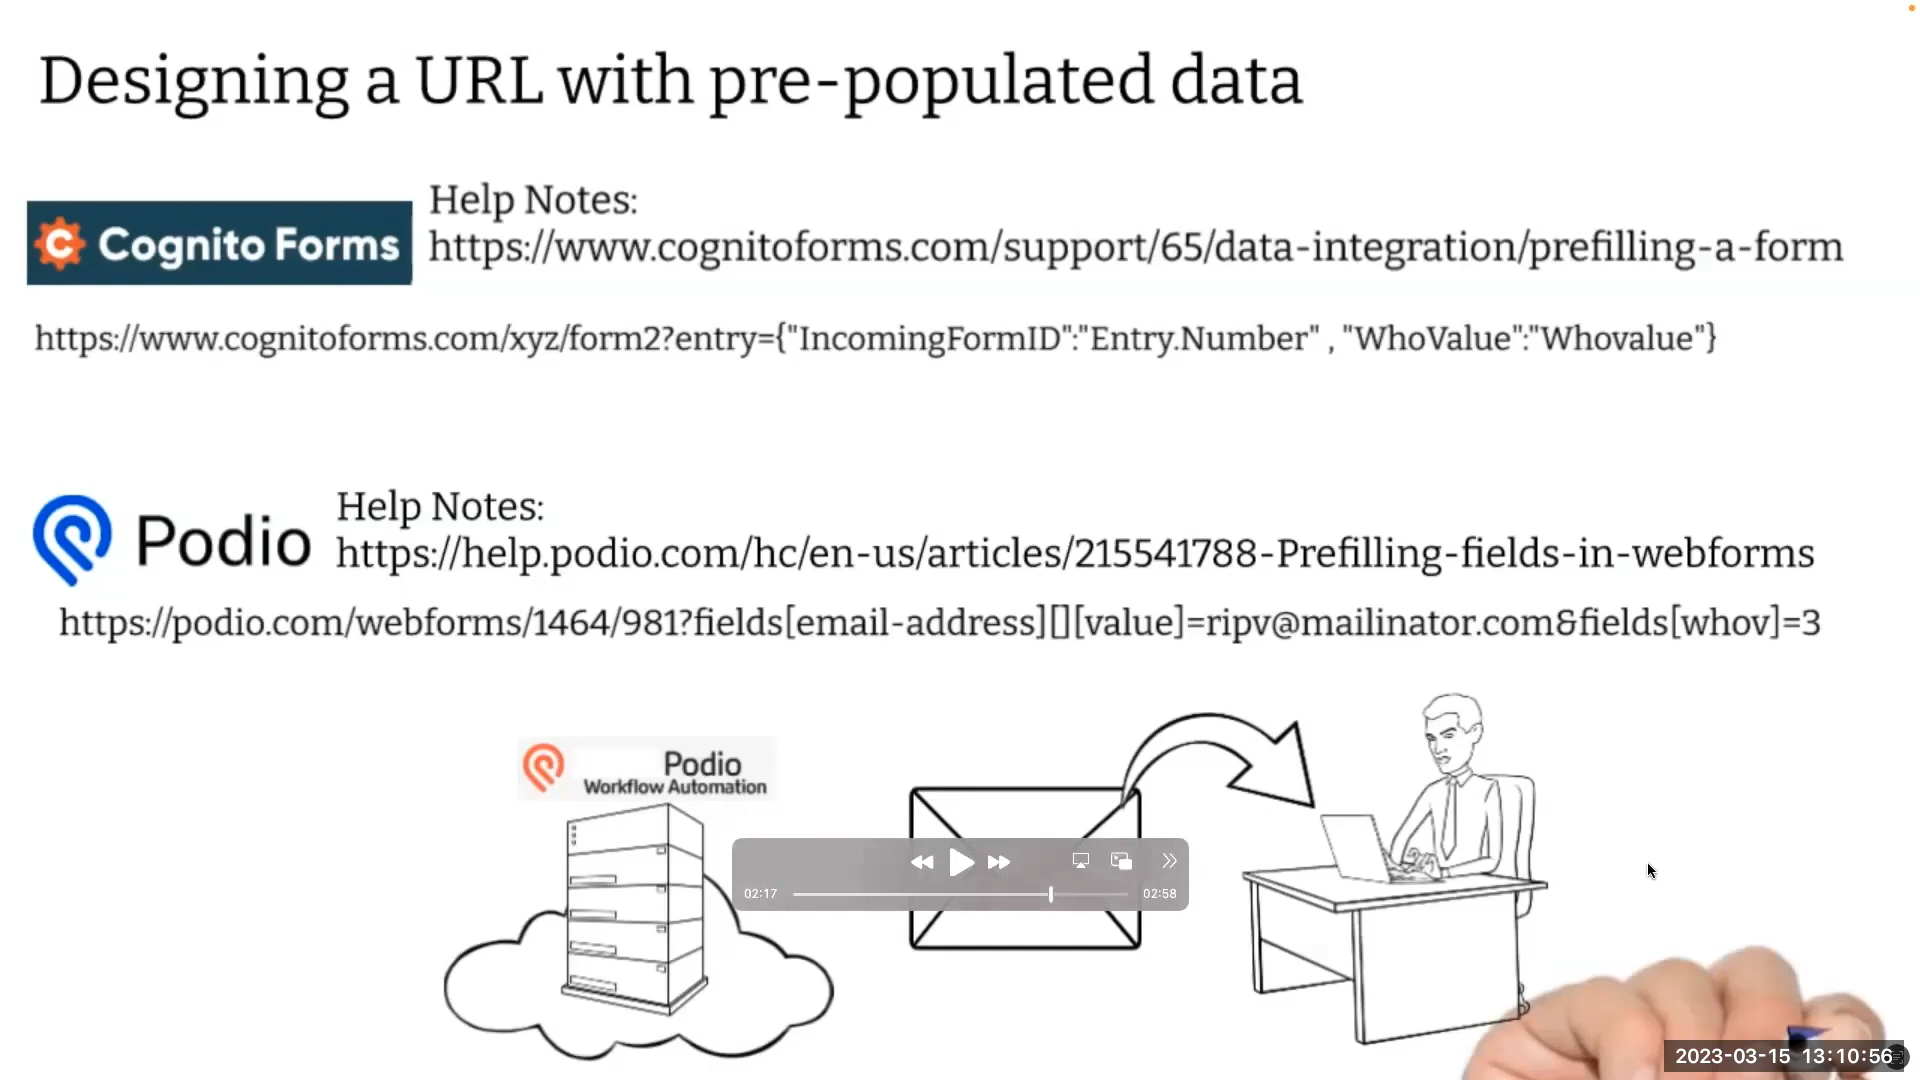 Designing a URL with pre-populated data
Help Notes:
Cognito Forms
https://www.cognitoforms.com/support/65/data-integration/prefilling-a-form
https://www.cognitoforms.com/xyz/form2?entry={"IncomingFormID":"Entry.Number" , "WhoValue":"Whovalue"}
Help Notes:
Podio
https://help.podio.com/hc/en-us/articles/215541788-Prefilling-fields-in-webforms
https://podio.com/webforms/1464/981?fields[email-address][][value]=ripv@mailinator.com&fields[whov]=3
Podio
Workflow Automation
02:17
02:58
2023-03-15 13:10:56